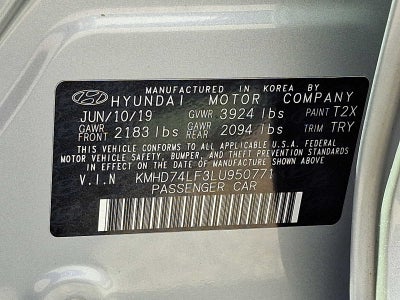 MANUFACTURED IN KOREA BY
HYUNDAI MOTOR COMPANY
JUN/10/19 GVWR 3924 lbs PAINT T2X
GAWR FRONT 2183 lbs GAWR REAR 2094 lbs TRIM TRY
THIS VEHICLE CONFORMS TO ALL APPLICABLE U.S.A. FEDERAL
MOTOR VEHICLE SAFETY, BUMPER, AND THEFT PREVENTION STANDARDS
IN EFFECT ON THE DATE OF MANUFACTURE SHOWN ABOVE.
V.I.N KMHD74LF3LU950771
PASSENGER CAR